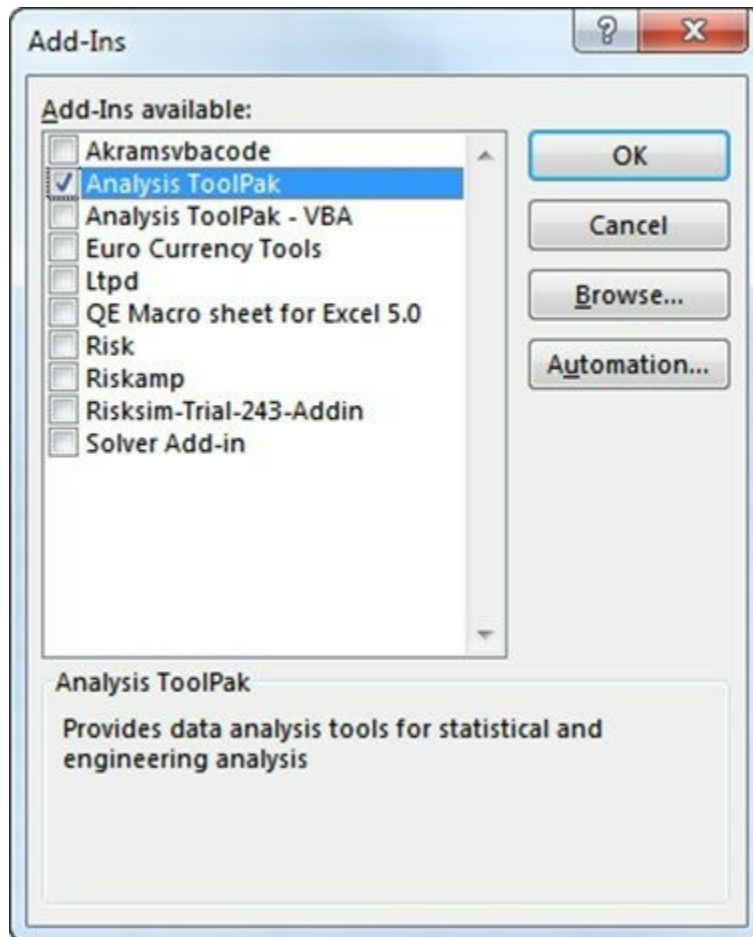 Add-Ins
?
Add-Ins available:
Akramsvbacode
Analysis ToolPak
Analysis ToolPak - VBA
Euro Currency Tools
Ltpd
QE Macro sheet for Excel 5.0
Risk
Riskamp
Risksim-Trial-243-Addin
Solver Add-in
OK
Cancel
Browse...
Automation...
Analysis ToolPak
Provides data analysis tools for statistical and
engineering analysis